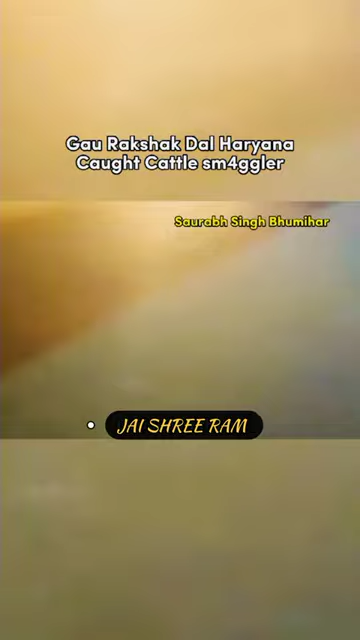 Gau Rakshak Dal Haryana
Caught Cattle sm4ggler
Saurabh Singh Bhumihar
JAI SHREE RAM